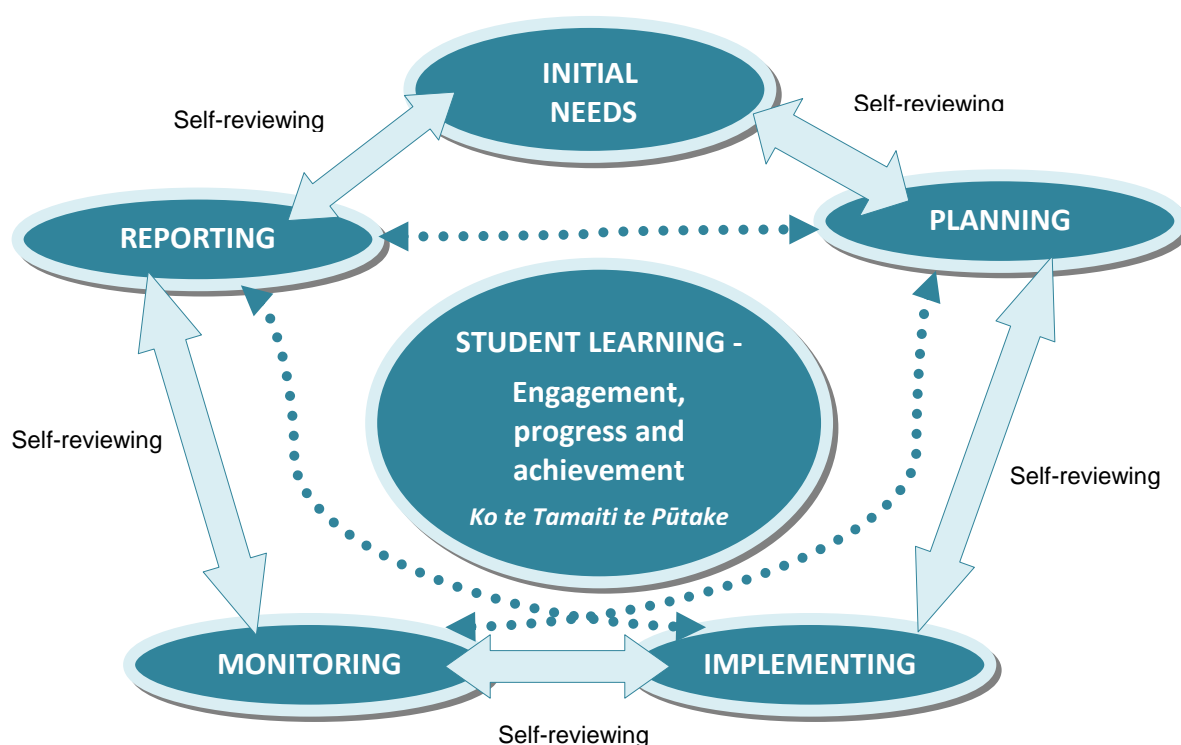 INITIAL
NEEDS
Self-reviewing
Self-reviewing
REPORTING
PLANNING
STUDENT LEARNING -
Engagement,
progress and
achievement
Ko te Tamaiti te Pūtake
Self-reviewing
Self-reviewing
MONITORING
IMPLEMENTING
Self-reviewing